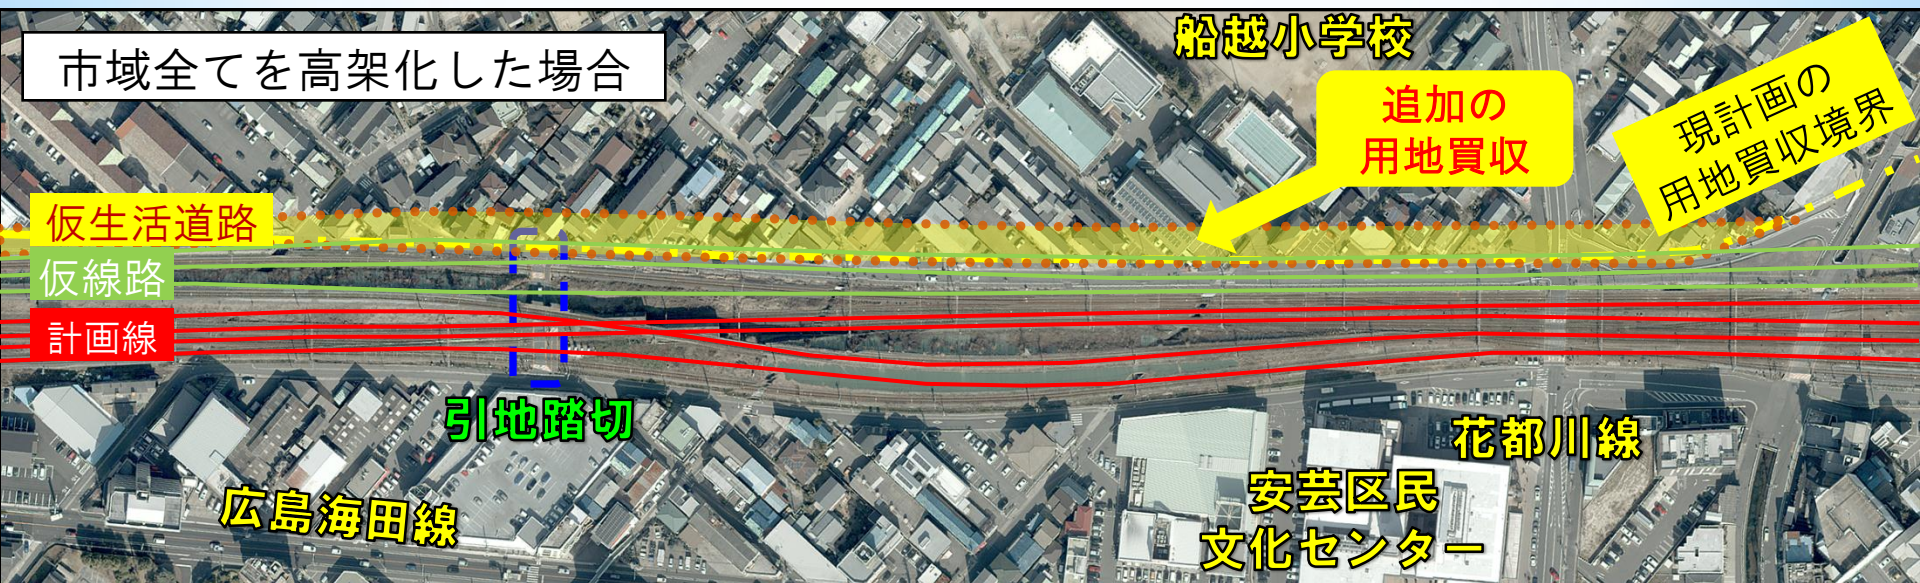 市域全てを高架化した場合
船越小学校
追加の
用地買収
現計画の
用地買収境界
仮生活道路
仮線路
計画線
引地踏切
広島海田線
花都川線
安芸区民
文化センター